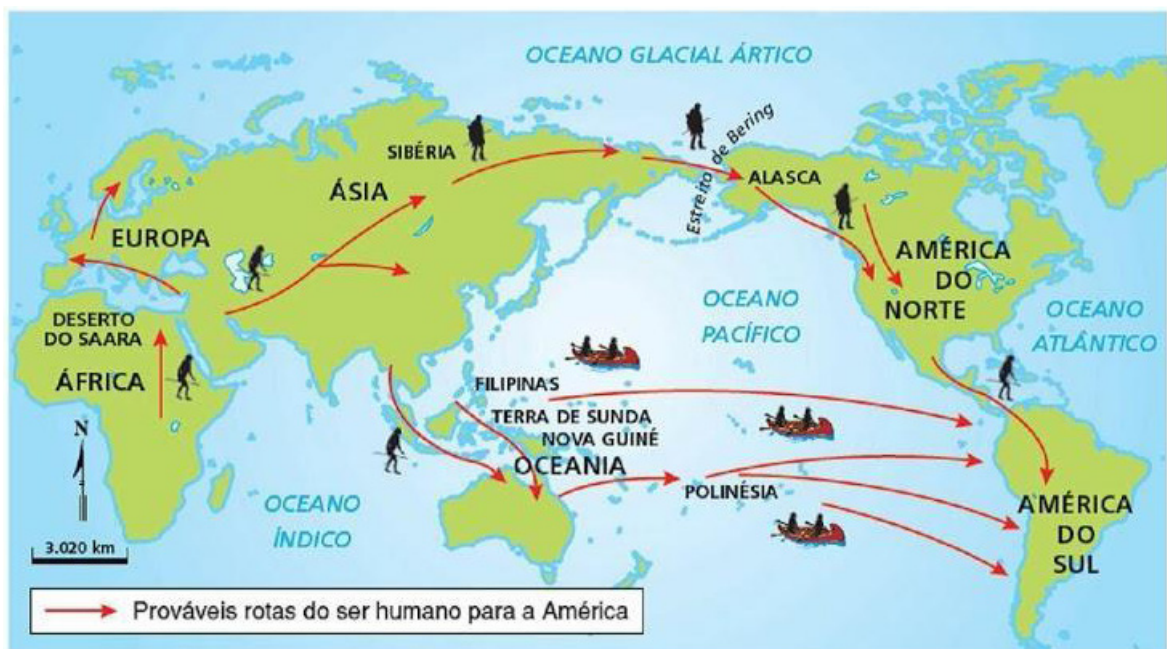 OCEANO GLACIAL ÁRTICO
Estreito de Bering
SIBÉRIA
ÁSIA
ALASCA
EUROPA
AMÉRICA
DO
NORTE
OCEANO
PACÍFICO
OCEANO
ATLÂNTICO
DESERTO
DO SAARA
ÁFRICA
FILIPINAS
TERRA DE SUNDA
NOVA GUINÉ
OCEANIA
POLINÉSIA
N
OCEANO
ÍNDICO
AMÉRICA
DO
SUL
3.020 km
Prováveis rotas do ser humano para a América